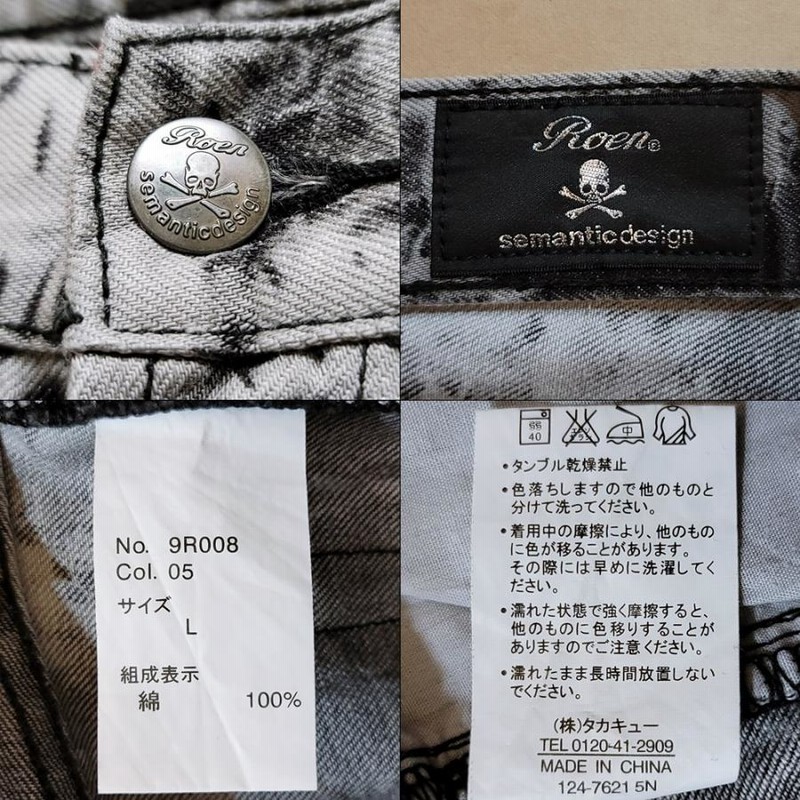 Roen
semanticdesign
Roen®
semanticdesign
No. 9R008
Col. 05
サイズ
L
組成表示
綿 100%
40
エンソサラシ
中
・タンブル乾燥禁止
・色落ちしますので他のものと
分けて洗ってください。
・着用中の摩擦により、他のもの
に色が移ることがあります。
その際には早めに洗濯してく
ださい。
・濡れた状態で強く摩擦すると、
他のものに色移りすることが
ありますのでご注意ください。
・濡れたまま長時間放置しない
でください。
(株)タカキュー
TEL 0120-41-2909
MADE IN CHINA
124-7621 5N